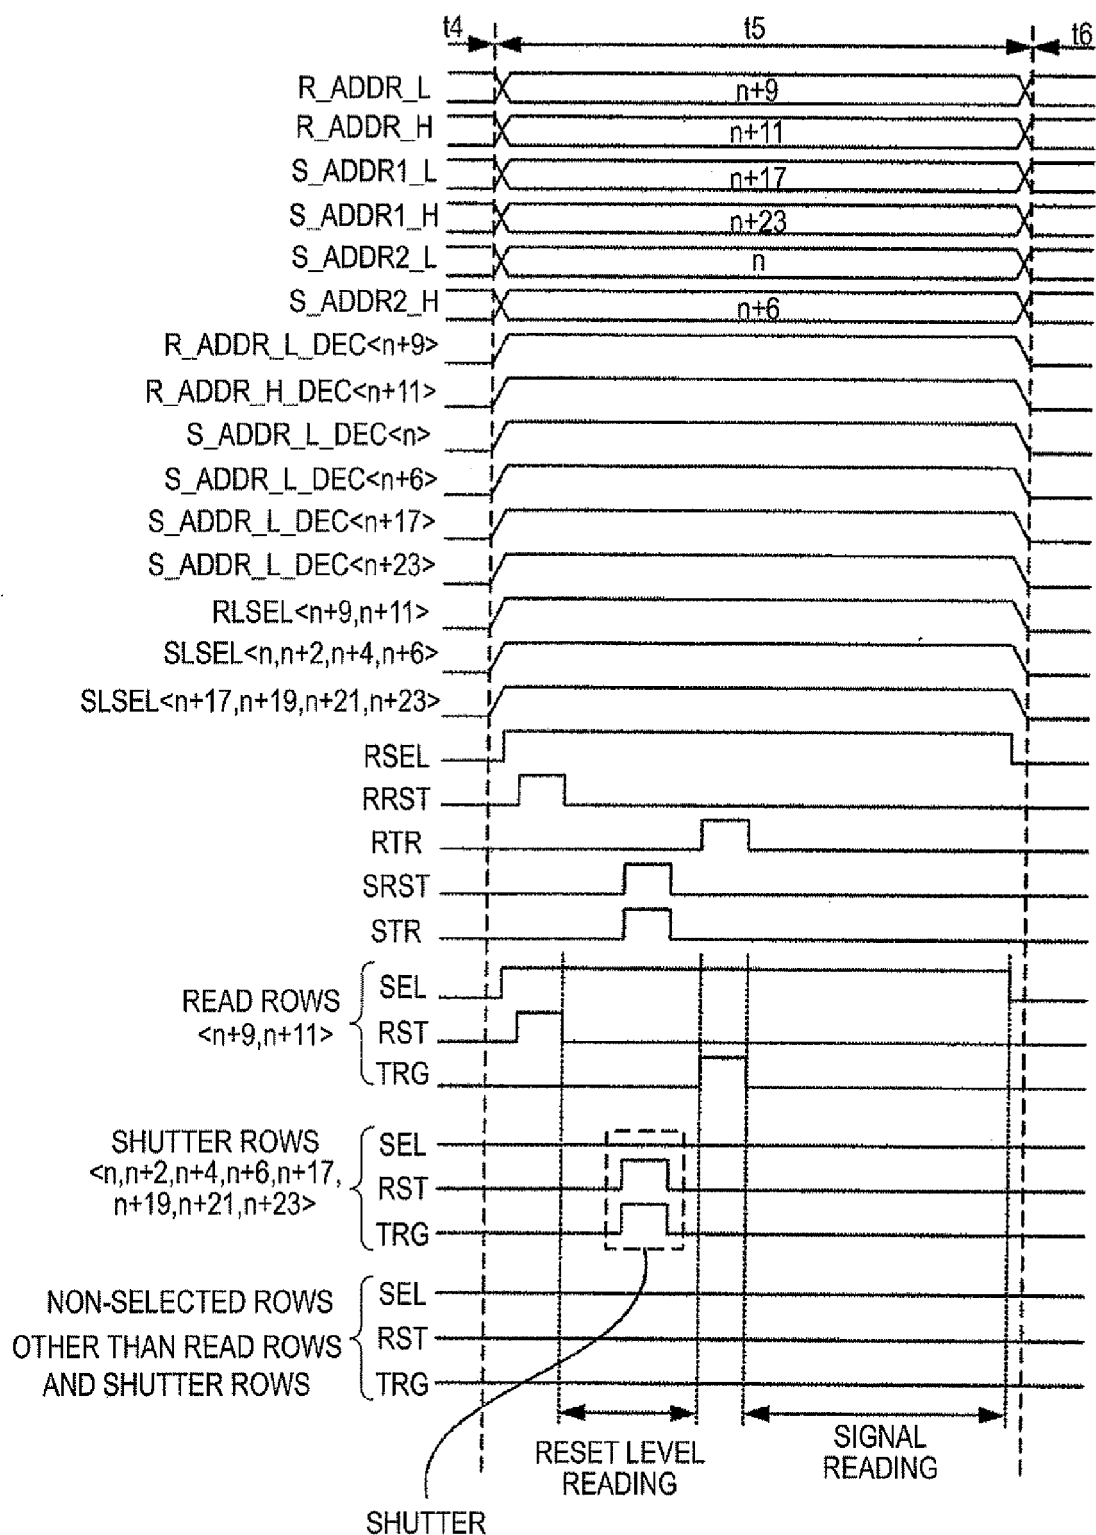 t4 t5 t6
R_ADDR_L n+9
R_ADDR_H n+11
S_ADDR1_L n+17
S_ADDR1_H n+23
S_ADDR2_L n
S_ADDR2_H n+6
R_ADDR_L_DEC<n+9>
R_ADDR_H_DEC<n+11>
S_ADDR_L_DEC<n>
S_ADDR_L_DEC<n+6>
S_ADDR_L_DEC<n+17>
S_ADDR_L_DEC<n+23>
RLSEL<n+9,n+11>
SLSEL<n,n+2,n+4,n+6>
SLSEL<n+17,n+19,n+21,n+23>
RSEL
RRST
RTR
SRST
STR
READ ROWS
<n+9,n+11>
SEL
RST
TRG
SHUTTER ROWS
<n,n+2,n+4,n+6,n+17,
n+19,n+21,n+23>
SEL
RST
TRG
NON-SELECTED ROWS
OTHER THAN READ ROWS
AND SHUTTER ROWS
SEL
RST
TRG
RESET LEVEL
READING
SIGNAL
READING
SHUTTER